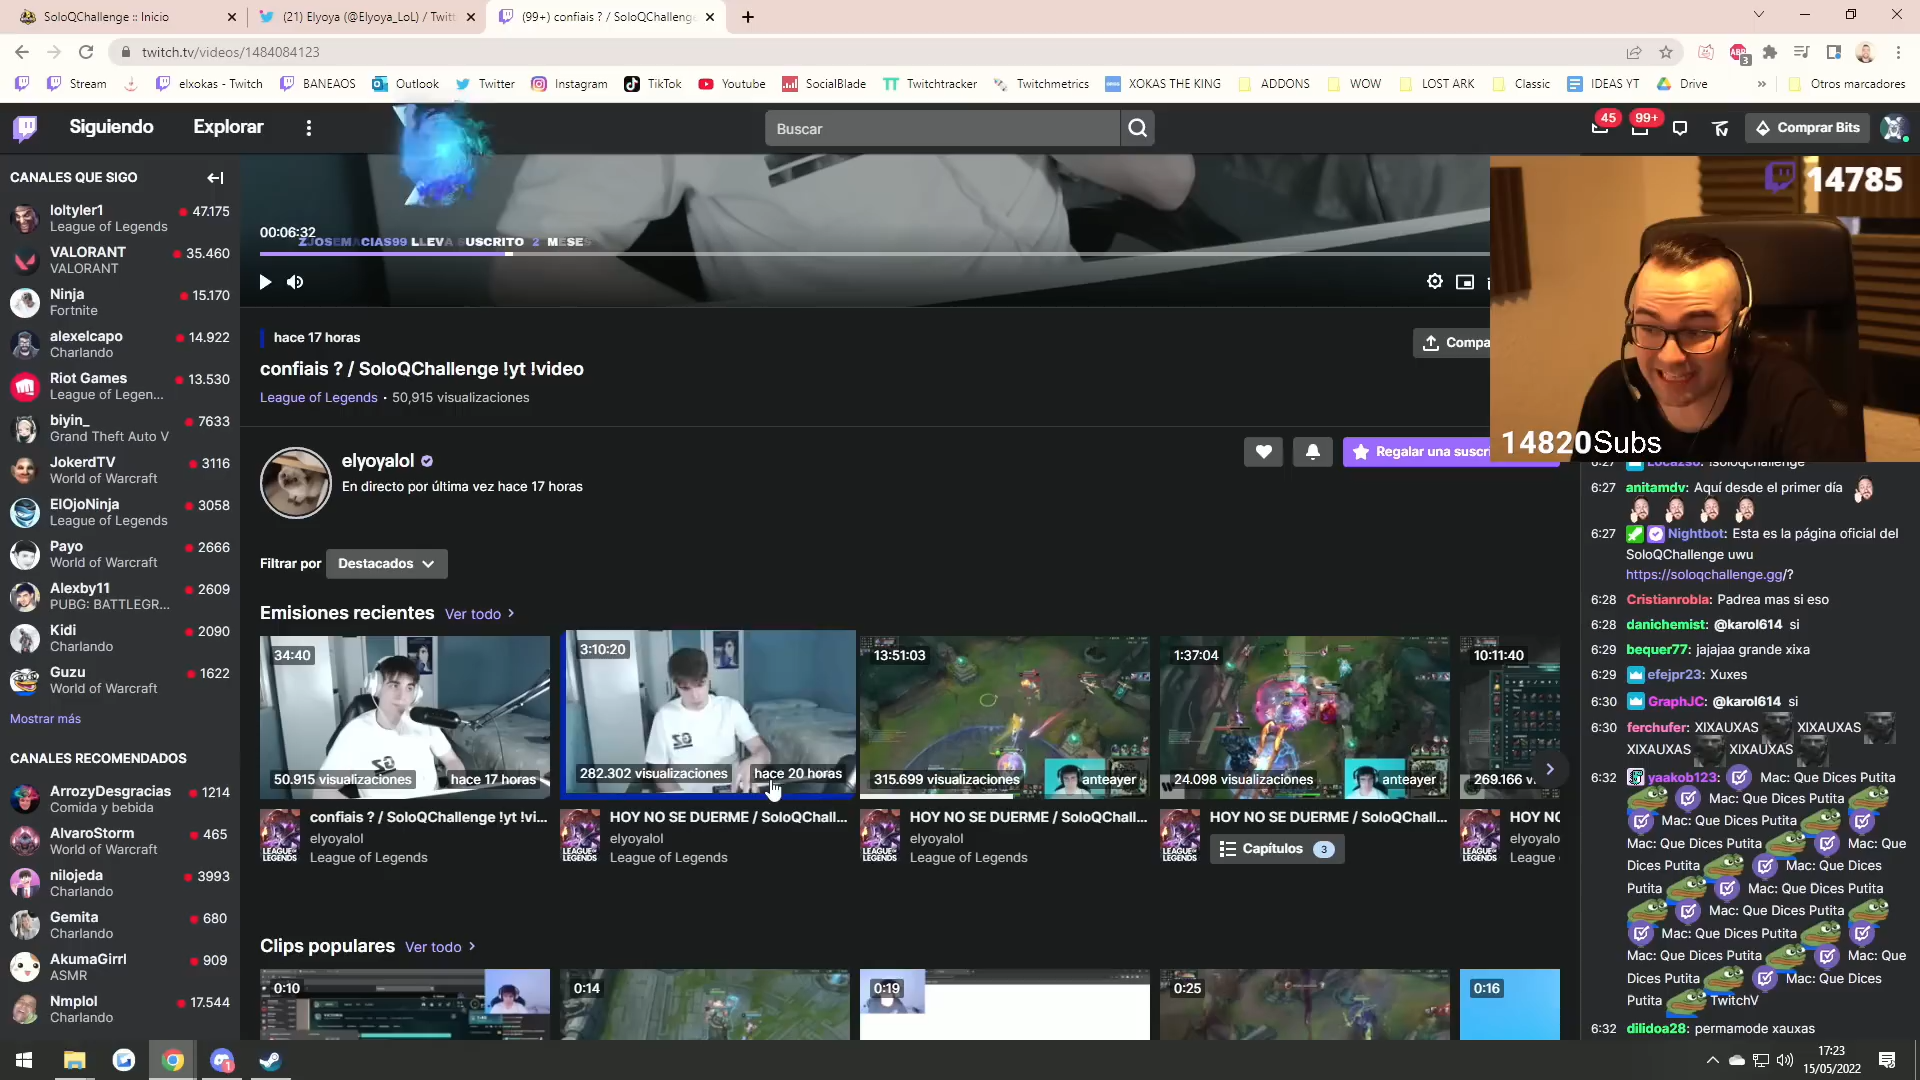 SoloQChallenge :: Inicio
(21) Elyoya (@Elyoya_LoL) / Twitt
(99+) confiais ? / SoloQChalleng
twitch.tv/videos/1484084123
3
Stream
elxokas - Twitch
BANEAOS
Outlook
Twitter
Instagram
TikTok
Youtube
SocialBlade
Twitchtracker
Twitchmetrics
XOKAS THE KING
ADDONS
WOW
LOST ARK
Classic
IDEAS YT
Drive
»
Otros marcadores
Siguiendo
Explorar
Buscar
45
99+
Comprar Bits
CANALES QUE SIGO
loltyler1
47.175
League of Legends
VALORANT
35.460
VALORANT
Ninja
15.170
Fortnite
alexelcapo
14.922
Charlando
Riot Games
13.530
League of Legen...
biyin_
7633
Grand Theft Auto V
JokerdTV
3116
World of Warcraft
ElOjoNinja
3058
League of Legends
Payo
2666
World of Warcraft
Alexby11
2609
PUBG: BATTLEGR...
Kidi
2090
Charlando
Guzu
1622
World of Warcraft
Mostrar más
CANALES RECOMENDADOS
ArrozyDesgracias
1214
Comida y bebida
AlvaroStorm
465
World of Warcraft
nilojeda
3993
Charlando
Gemita
680
Charlando
AkumaGirrl
909
ASMR
Nmplol
17.544
Charlando
00:06:32
ZJOSEMACIAS99 LLEVA SUSCRITO 2 MESES
hace 17 horas
Compa
confiais ? / SoloQChallenge !yt !video
League of Legends • 50,915 visualizaciones
elyoyalol
En directo por última vez hace 17 horas
Regalar una suscri
Filtrar por
Destacados
Emisiones recientes
Ver todo
34:40
50.915 visualizaciones
hace 17 horas
confiais ? / SoloQChallenge !yt !vi...
elyoyalol
League of Legends
3:10:20
282.302 visualizaciones
hace 20 horas
HOY NO SE DUERME / SoloQChall...
elyoyalol
League of Legends
13:51:03
315.699 visualizaciones
anteayer
HOY NO SE DUERME / SoloQChall...
elyoyalol
League of Legends
1:37:04
24.098 visualizaciones
anteayer
HOY NO SE DUERME / SoloQChall...
Capítulos
3
10:11:40
269.166 v
HOY NO
elyoyalo
League
Clips populares
Ver todo
0:10
0:14
0:19
0:25
0:16
14785
14820Subs
6:27 anitamdv: Aquí desde el primer día
6:27 Nightbot: Esta es la página oficial del
SoloQChallenge uwu
https://soloqchallenge.gg/?
6:28 Cristianrobla: Padrea mas si eso
6:28 danichemist: @karol614 si
6:29 bequer77: jajajaa grande xixa
6:29 efejpr23: Xuxes
6:30 GraphJC: @karol614 si
6:30 ferchufer: XIXAUXAS XIXAUXAS
XIXAUXAS XIXAUXAS
6:32 yaakob123: Mac: Que Dices Putita
Mac: Que Dices Putita
Mac: Que Dices Putita
Mac: Que Dices Putita Mac: Que
Dices Putita Mac: Que Dices
Putita Mac: Que Dices Putita
Mac: Que Dices Putita
Mac: Que Dices Putita
Mac: Que Dices Putita Mac: Que
Dices Putita Mac: Que Dices
Putita TwitchV
6:32 dilidoa28: permamode xauxas
17:23
15/05/2022